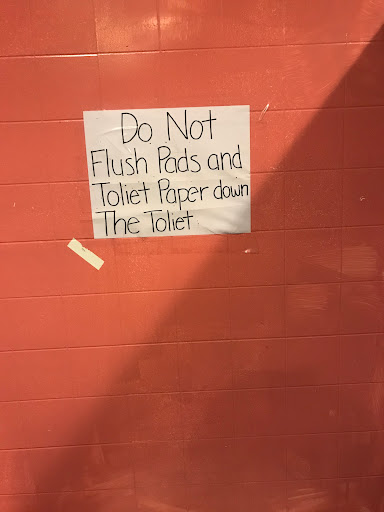 Do Not
Flush Pads and
Toliet Paper down
The Toliet